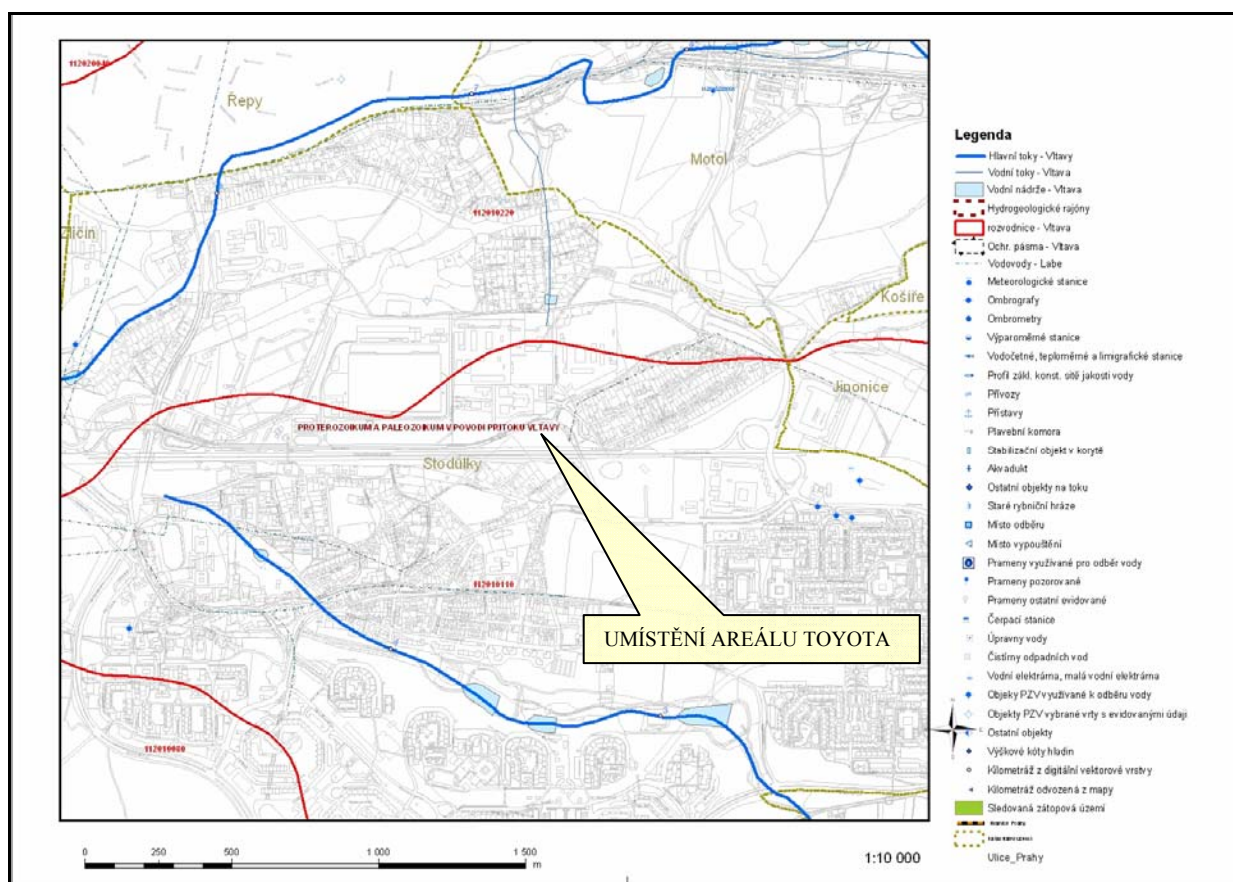 112020040
Řepy
Motol
112010220
Zličín
Košíře
Jinonice
PROTEROZOIKUM A PALEOZOIKUM V POVODI PRITOKU VLTAVY
Stodůlky
112010110
UMÍSTĚNÍ AREÁLU TOYOTA
112010080
0 250 500 1 000 1 500
m
1:10 000
Legenda
Hlavní toky - Vltavy
Vodní toky - Vltava
Vodní nádrže - Vltava
Hydrogeologické rajóny
rozvodnice - Vltava
Ochr. pásma - Vltava
Vodovody - Labe
Meteorologické stanice
Ombrografy
Ombrometry
Výparoměrné stanice
Vodočetné, teploměrné a limigrafické stanice
Profil zákl. konst. sítě jakosti vody
Přívozy
Přístavy
Plavební komora
Stabilizační objekt v korytě
Akvadukt
Ostatní objekty na toku
Staré rybniční hráze
Místo odběru
Místo vypouštění
Prameny využívané pro odběr vody
Prameny pozorované
Prameny ostatní evidované
Čerpací stanice
Úpravny vody
Čistírny odpadních vod
Vodní elektrárna, malá vodní elektrárna
Objeky PZV využívané k odběru vody
Objekty PZV vybrané vrty s evidovanými údaji
Ostatní objekty
Výškové kóty hladin
Kilometráž z digitální vektorové vrstvy
Kilometráž odvozená z mapy
Sledovaná zátopová území
Ulice_Prahy